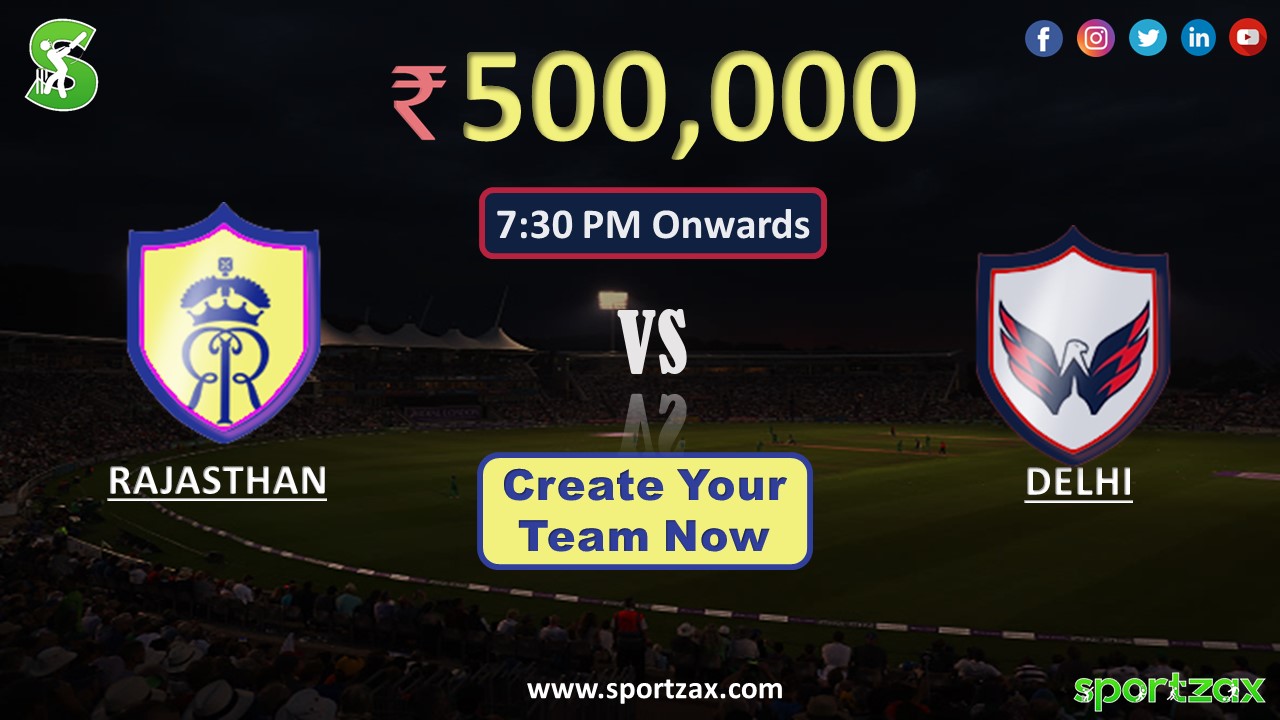 ₹500,000
7:30 PM Onwards
VS
RAJASTHAN
DELHI
Create Your
Team Now
www.sportzax.com
sportzax